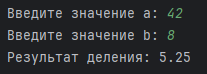 Введите значение a: 42
Введите значение b: 8
Результат деления: 5.25